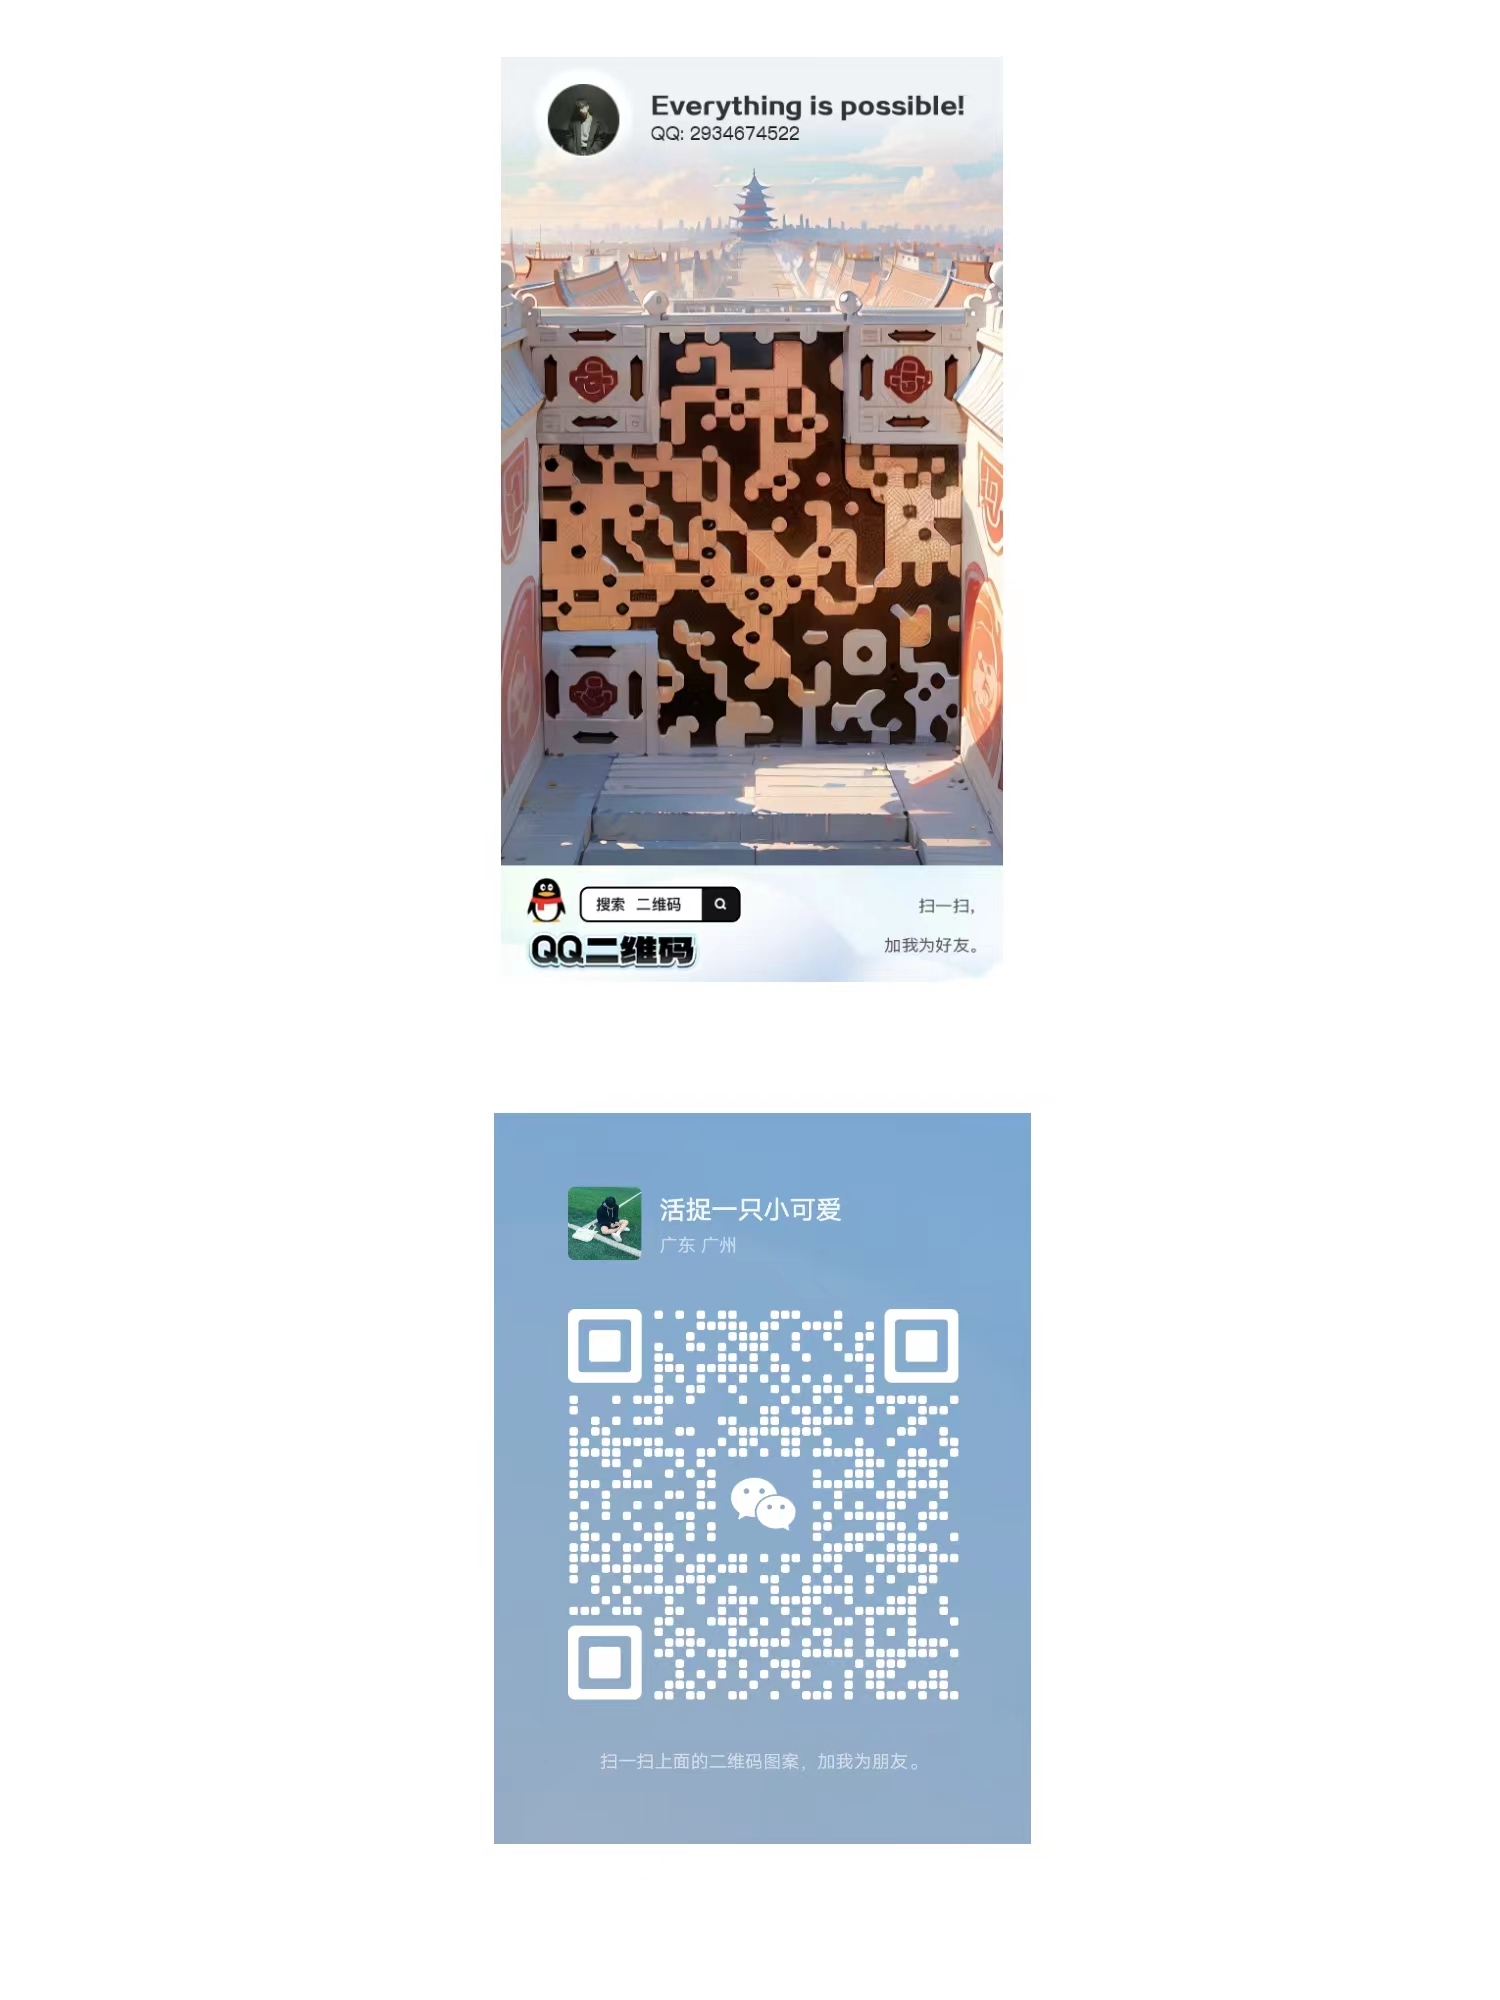 Everything is possible!
QQ: 2934674522
搜索 二维码
QQ二维码
扫一扫,
加我为好友。
活捉一只小可爱
广东 广州
扫一扫上面的二维码图案，加我为朋友。